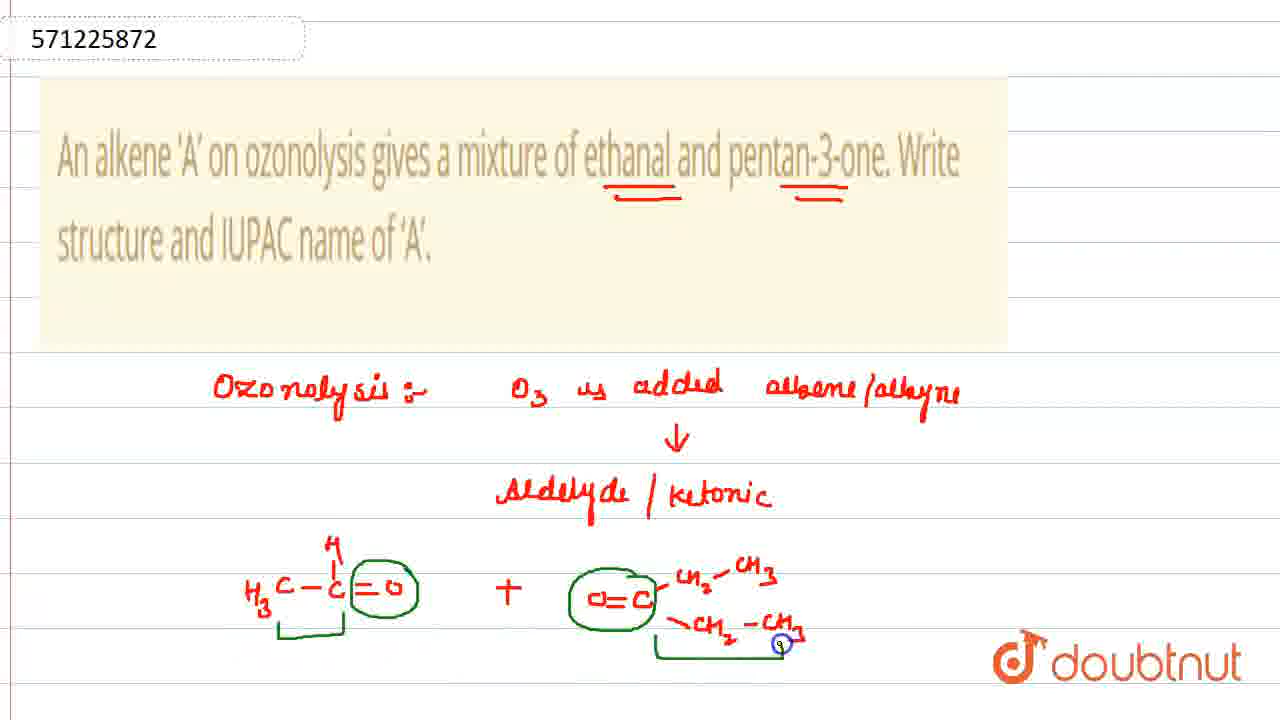 571225872
An alkene ‘A’ on ozonolysis gives a mixture of ethanal and pentan-3-one. Write
structure and IUPAC name of ‘A’.
Ozonolysis :- O3 is added alkene/alkyne
↓
Aldelyde / Ketonic
H
H3C - C = O + O = C CH2 - CH3
CH2 - CH3
doubtnut